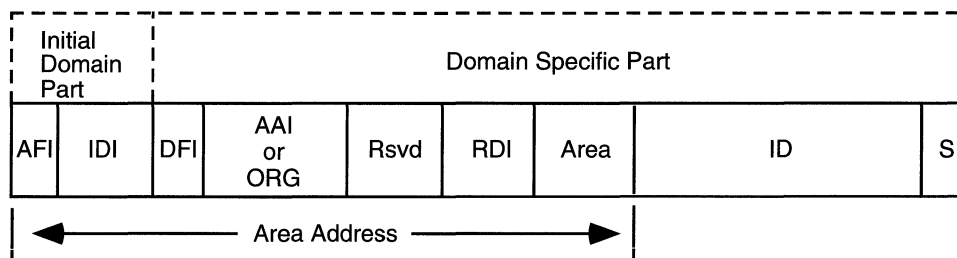 Initial
Domain
Part
Domain Specific Part
AFI IDI DFI AAI or ORG Rsvd RDI Area ID S
Area Address